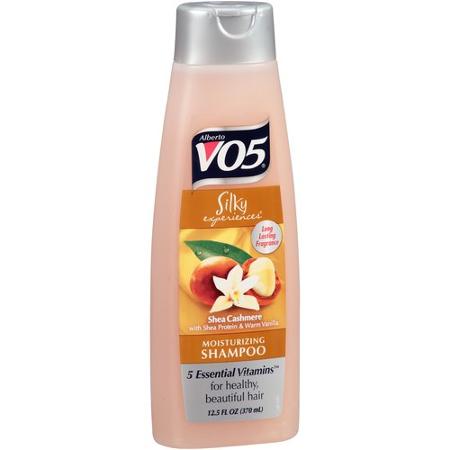 Alberto
VO5®
Silky
experiences®
Long
Lasting
Fragrance
Shea Cashmere
with Shea Protein & Warm Vanilla
MOISTURIZING
SHAMPOO
5 Essential Vitamins™
for healthy,
beautiful hair
12.5 FL OZ (370 mL)